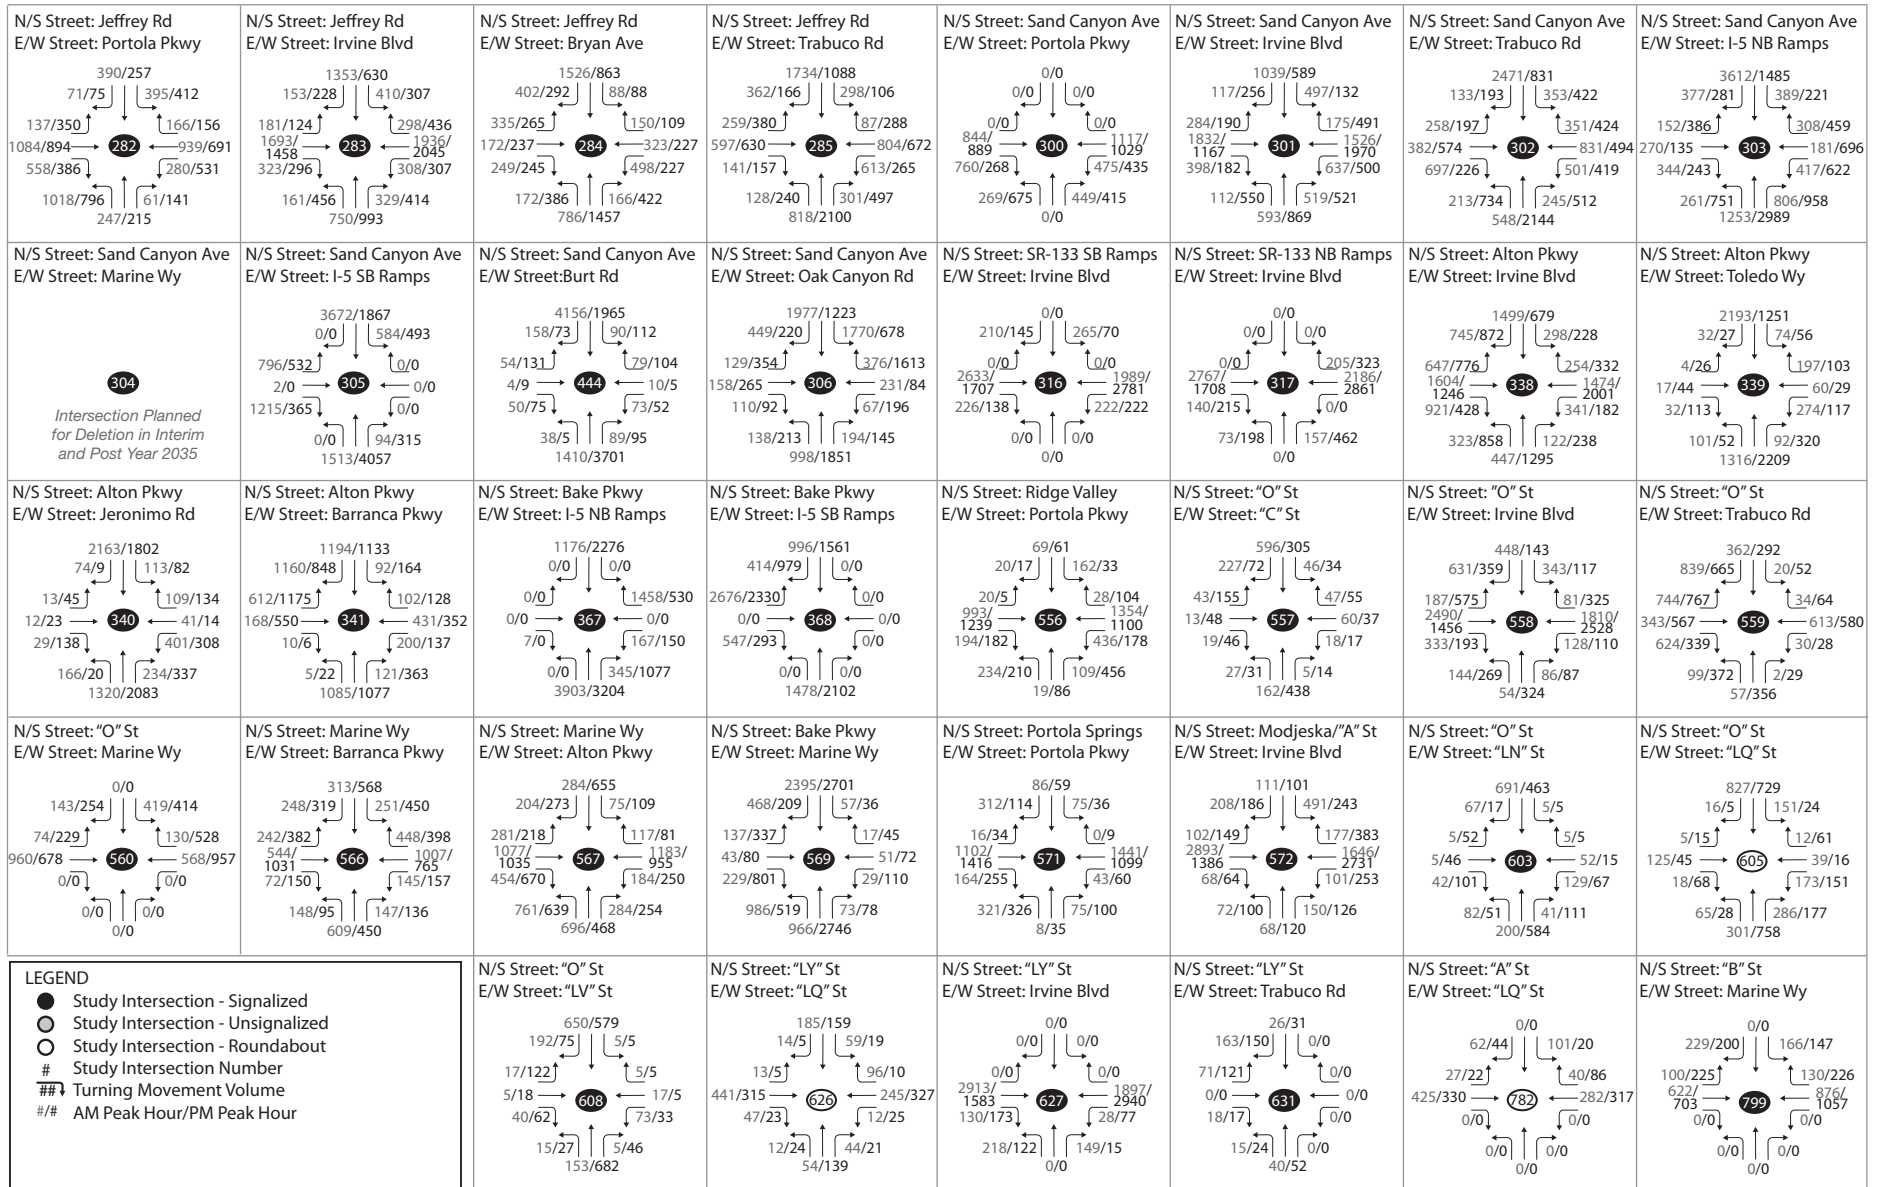 N/S Street: Jeffrey Rd
E/W Street: Portola Pkwy
390/257
71/75 395/412
137/350 166/156
1084/894 282 939/691
558/386 280/531
1018/796 61/141
247/215
N/S Street: Jeffrey Rd
E/W Street: Irvine Blvd
1353/630
153/228 410/307
181/124 298/436
1693/
1458 283 1936/
2045
323/296 308/307
161/456 329/414
750/993
N/S Street: Jeffrey Rd
E/W Street: Bryan Ave
1526/863
402/292 88/88
335/265 150/109
172/237 284 323/227
249/245 498/227
172/386 166/422
786/1457
N/S Street: Jeffrey Rd
E/W Street: Trabuco Rd
1734/1088
362/166 298/106
259/380 87/288
597/630 285 804/672
141/157 613/265
128/240 301/497
818/2100
N/S Street: Sand Canyon Ave
E/W Street: Portola Pkwy
0/0
0/0 0/0
0/0 0/0
844/
889 300 1117/
1029
760/268 475/435
269/675 449/415
0/0
N/S Street: Sand Canyon Ave
E/W Street: Irvine Blvd
1039/589
117/256 497/132
284/190 175/491
1832/
1167 301 1526/
1970
398/182 637/500
112/550 519/521
593/869
N/S Street: Sand Canyon Ave
E/W Street: Trabuco Rd
2471/831
133/193 353/422
258/197 351/424
382/574 302 831/494
697/226 501/419
213/734 245/512
548/2144
N/S Street: Sand Canyon Ave
E/W Street: I-5 NB Ramps
3612/1485
377/281 389/221
152/386 308/459
270/135 303 181/696
344/243 417/622
261/751 806/958
1253/2989
N/S Street: Sand Canyon Ave
E/W Street: Marine Wy
304
Intersection Planned
for Deletion in Interim
and Post Year 2035
N/S Street: Sand Canyon Ave
E/W Street: I-5 SB Ramps
3672/1867
0/0 584/493
796/532 0/0
2/0 305 0/0
1215/365 0/0
0/0 94/315
1513/4057
N/S Street: Sand Canyon Ave
E/W Street:Burt Rd
4156/1965
158/73 90/112
54/131 79/104
4/9 444 10/5
50/75 73/52
38/5 89/95
1410/3701
N/S Street: Sand Canyon Ave
E/W Street: Oak Canyon Rd
1977/1223
449/220 1770/678
129/354 376/1613
158/265 306 231/84
110/92 67/196
138/213 194/145
998/1851
N/S Street: SR-133 SB Ramps
E/W Street: Irvine Blvd
0/0
210/145 265/70
0/0 0/0
2633/
1707 316 1989/
2781
226/138 222/222
0/0 0/0
0/0
N/S Street: SR-133 NB Ramps
E/W Street: Irvine Blvd
0/0
0/0 0/0
0/0 205/323
2767/
1708 317 2186/
2861
140/215 0/0
73/198 157/462
0/0
N/S Street: Alton Pkwy
E/W Street: Irvine Blvd
1499/679
745/872 298/228
647/776 254/332
1604/
1246 338 1474/
2001
921/428 341/182
323/858 122/238
447/1295
N/S Street: Alton Pkwy
E/W Street: Toledo Wy
2193/1251
32/27 74/56
4/26 197/103
17/44 339 60/29
32/113 274/117
101/52 92/320
1316/2209
N/S Street: Alton Pkwy
E/W Street: Jeronimo Rd
2163/1802
74/9 113/82
13/45 109/134
12/23 340 41/14
29/138 401/308
166/20 234/337
1320/2083
N/S Street: Alton Pkwy
E/W Street: Barranca Pkwy
1194/1133
1160/848 92/164
612/1175 102/128
168/550 341 431/352
10/6 200/137
5/22 121/363
1085/1077
N/S Street: Bake Pkwy
E/W Street: I-5 NB Ramps
1176/2276
0/0 0/0
0/0 1458/530
0/0 367 0/0
7/0 167/150
0/0 345/1077
3903/3204
N/S Street: Bake Pkwy
E/W Street: I-5 SB Ramps
996/1561
414/979 0/0
2676/2330 0/0
0/0 368 0/0
547/293 0/0
0/0 0/0
1478/2102
N/S Street: Ridge Valley
E/W Street: Portola Pkwy
69/61
20/17 162/33
20/5 28/104
993/
1239 556 1354/
1100
194/182 436/178
234/210 109/456
19/86
N/S Street: "O" St
E/W Street: "C" St
596/305
227/72 46/34
43/155 47/55
13/48 557 60/37
19/46 18/17
27/31 5/14
162/438
N/S Street: "O" St
E/W Street: Irvine Blvd
448/143
631/359 343/117
187/575 81/325
2490/
1456 558 1810/
2528
333/193 128/110
144/269 86/87
54/324
N/S Street: "O" St
E/W Street: Trabuco Rd
362/292
839/665 20/52
744/767 34/64
343/567 559 613/580
624/339 30/28
99/372 2/29
57/356
N/S Street: "O" St
E/W Street: Marine Wy
0/0
143/254 419/414
74/229 130/528
960/678 560 568/957
0/0 0/0
0/0 0/0
0/0
N/S Street: Marine Wy
E/W Street: Barranca Pkwy
313/568
248/319 251/450
242/382 448/398
544/
1031 566 1007/
765
72/150 145/157
148/95 147/136
609/450
N/S Street: Marine Wy
E/W Street: Alton Pkwy
284/655
204/273 75/109
281/218 117/81
1077/
1035 567 1183/
955
454/670 184/250
761/639 284/254
696/468
N/S Street: Bake Pkwy
E/W Street: Marine Wy
2395/2701
468/209 57/36
137/337 17/45
43/80 569 51/72
229/801 29/110
986/519 73/78
966/2746
N/S Street: Portola Springs
E/W Street: Portola Pkwy
86/59
312/114 75/36
16/34 0/9
1102/
1416 571 1441/
1099
164/255 43/60
321/326 75/100
8/35
N/S Street: Modjeska/"A" St
E/W Street: Irvine Blvd
111/101
208/186 491/243
102/149 177/383
2893/
1386 572 1646/
2731
68/64 101/253
72/100 150/126
68/120
N/S Street: "O" St
E/W Street: "LN" St
691/463
67/17 5/5
5/52 5/5
5/46 603 52/15
42/101 129/67
82/51 41/111
200/584
N/S Street: "O" St
E/W Street: "LQ" St
827/729
16/5 151/24
5/15 12/61
125/45 605 39/16
18/68 173/151
65/28 286/177
301/758
LEGEND
Study Intersection - Signalized
Study Intersection - Unsignalized
Study Intersection - Roundabout
# Study Intersection Number
## Turning Movement Volume
#/# AM Peak Hour/PM Peak Hour
N/S Street: "O" St
E/W Street: "LV" St
650/579
192/75 5/5
17/122 5/5
5/18 608 17/5
40/62 73/33
15/27 5/46
153/682
N/S Street: "LY" St
E/W Street: "LQ" St
185/159
14/5 59/19
13/5 96/10
441/315 626 245/327
47/23 12/25
12/24 44/21
54/139
N/S Street: "LY" St
E/W Street: Irvine Blvd
0/0
0/0 0/0
0/0 0/0
2913/
1583 627 1897/
2940
130/173 28/77
218/122 149/15
0/0
N/S Street: "LY" St
E/W Street: Trabuco Rd
26/31
163/150 0/0
71/121 0/0
0/0 631 0/0
18/17 0/0
15/24 0/0
40/52
N/S Street: "A" St
E/W Street: "LQ" St
0/0
62/44 101/20
27/22 40/86
425/330 782 282/317
0/0 0/0
0/0 0/0
0/0
N/S Street: "B" St
E/W Street: Marine Wy
0/0
229/200 166/147
100/225 130/226
622/
703 799 876/
1057
0/0 0/0
0/0 0/0
0/0